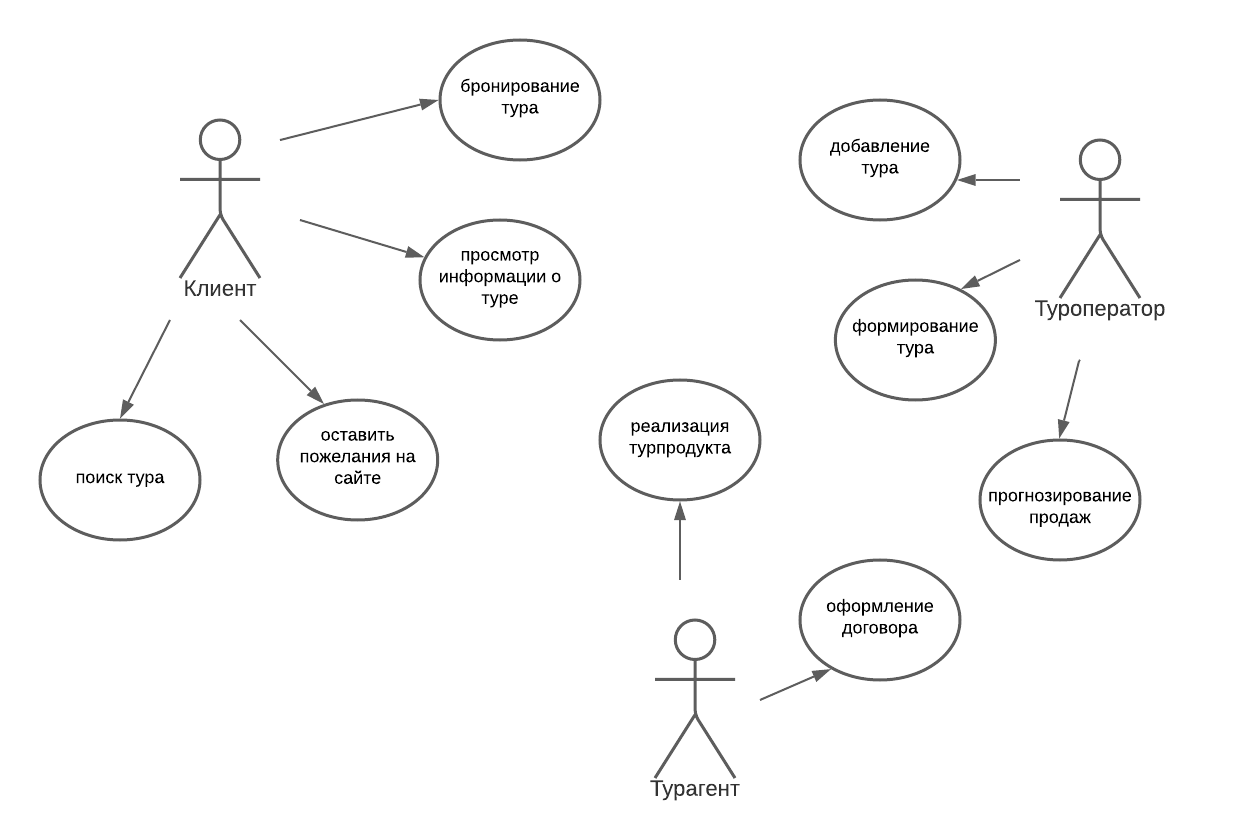 бронирование
тура
просмотр
информации о
туре
Клиент
поиск тура
оставить
пожелания на
сайте
добавление
тура
формирование
тура
Туроператор
прогнозирование
продаж
реализация
турпродукта
оформление
договора
Турагент